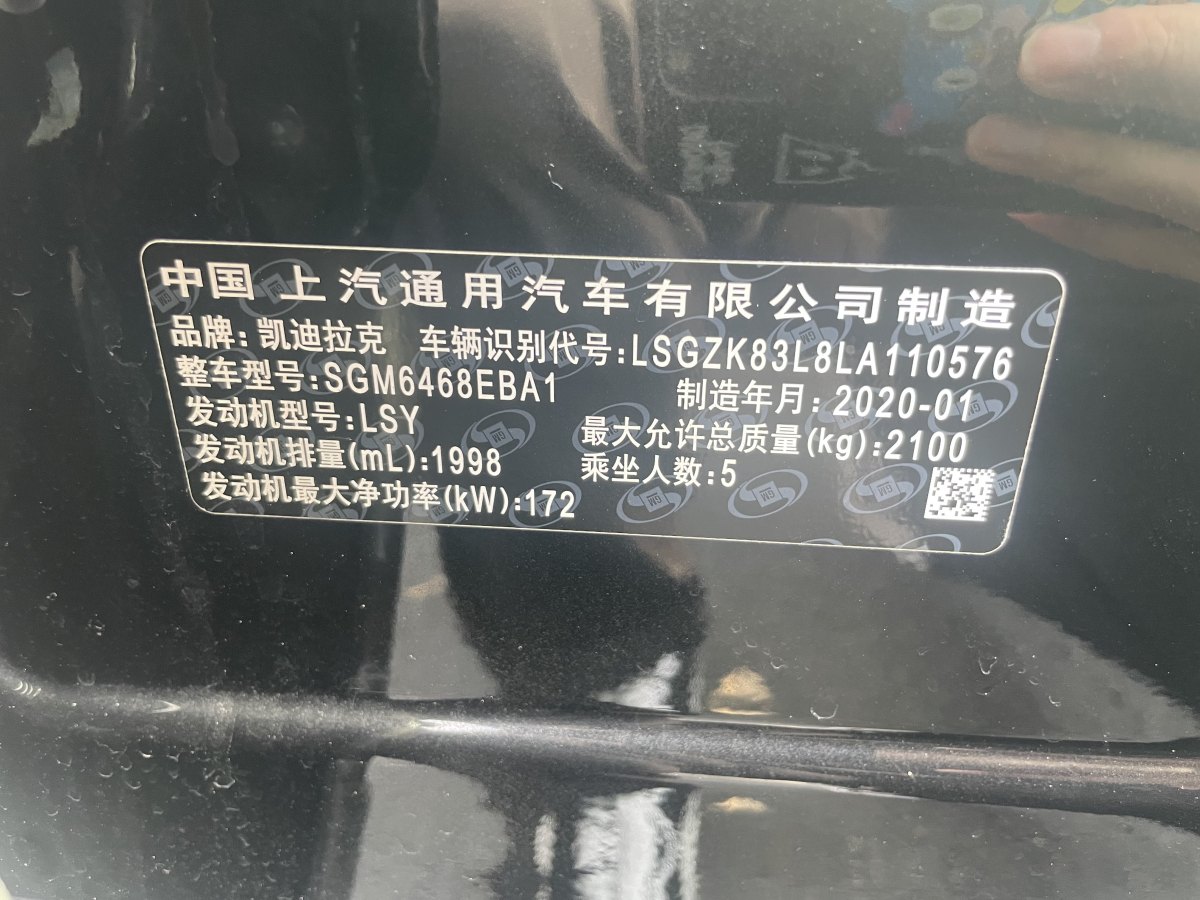 中国上汽通用汽车有限公司制造
品牌:凯迪拉克 车辆识别代号:LSGZK83L8LA110576
整车型号:SGM6468EBA1 制造年月:2020-01
发动机型号:LSY 最大允许总质量(kg):2100
发动机排量(mL):1998 乘坐人数:5
发动机最大净功率(kW):172